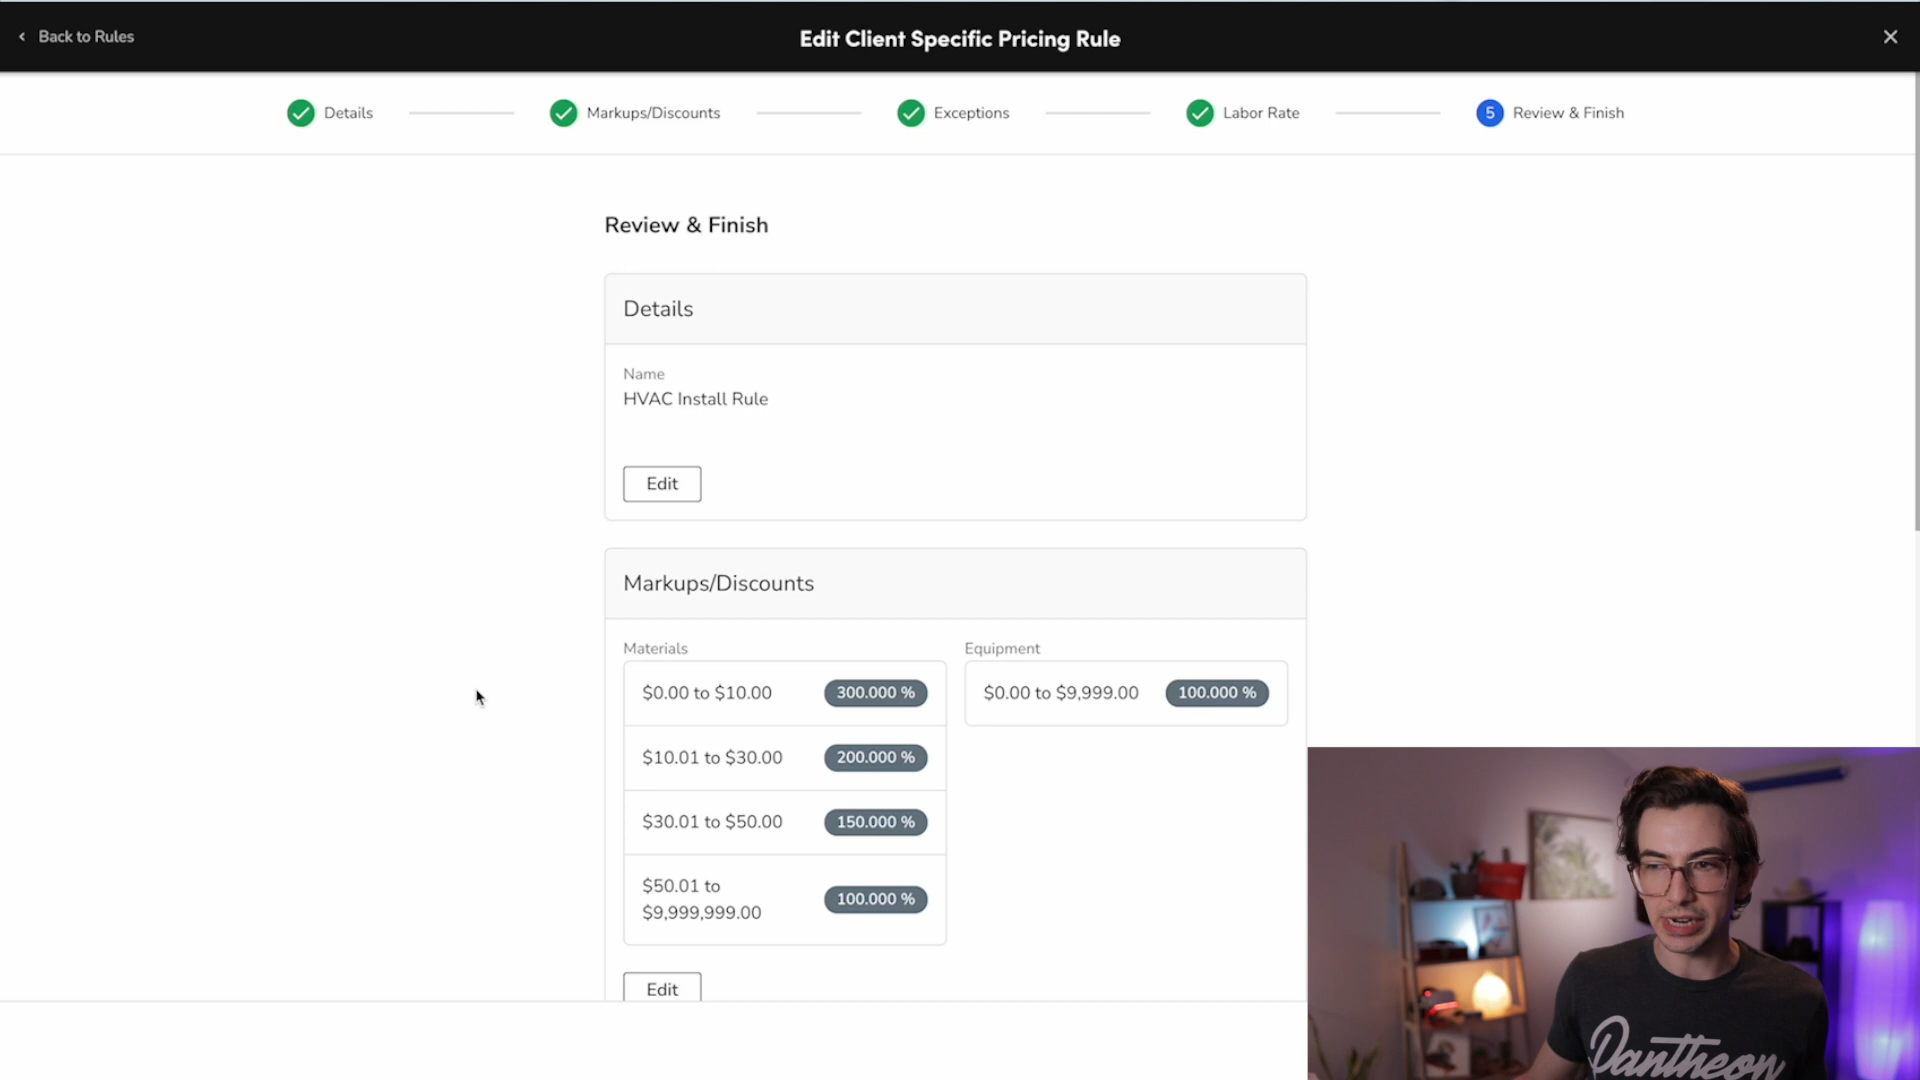 Back to Rules
Edit Client Specific Pricing Rule
Details
Markups/Discounts
Exceptions
Labor Rate
5 Review & Finish
Review & Finish
Details
Name
HVAC Install Rule
Edit
Markups/Discounts
Materials
Equipment
$0.00 to $10.00 300.000 %
$0.00 to $9,999.00 100.000 %
$10.01 to $30.00 200.000 %
$30.01 to $50.00 150.000 %
$50.01 to
$9,999,999.00
100.000 %
Edit
Pantheon